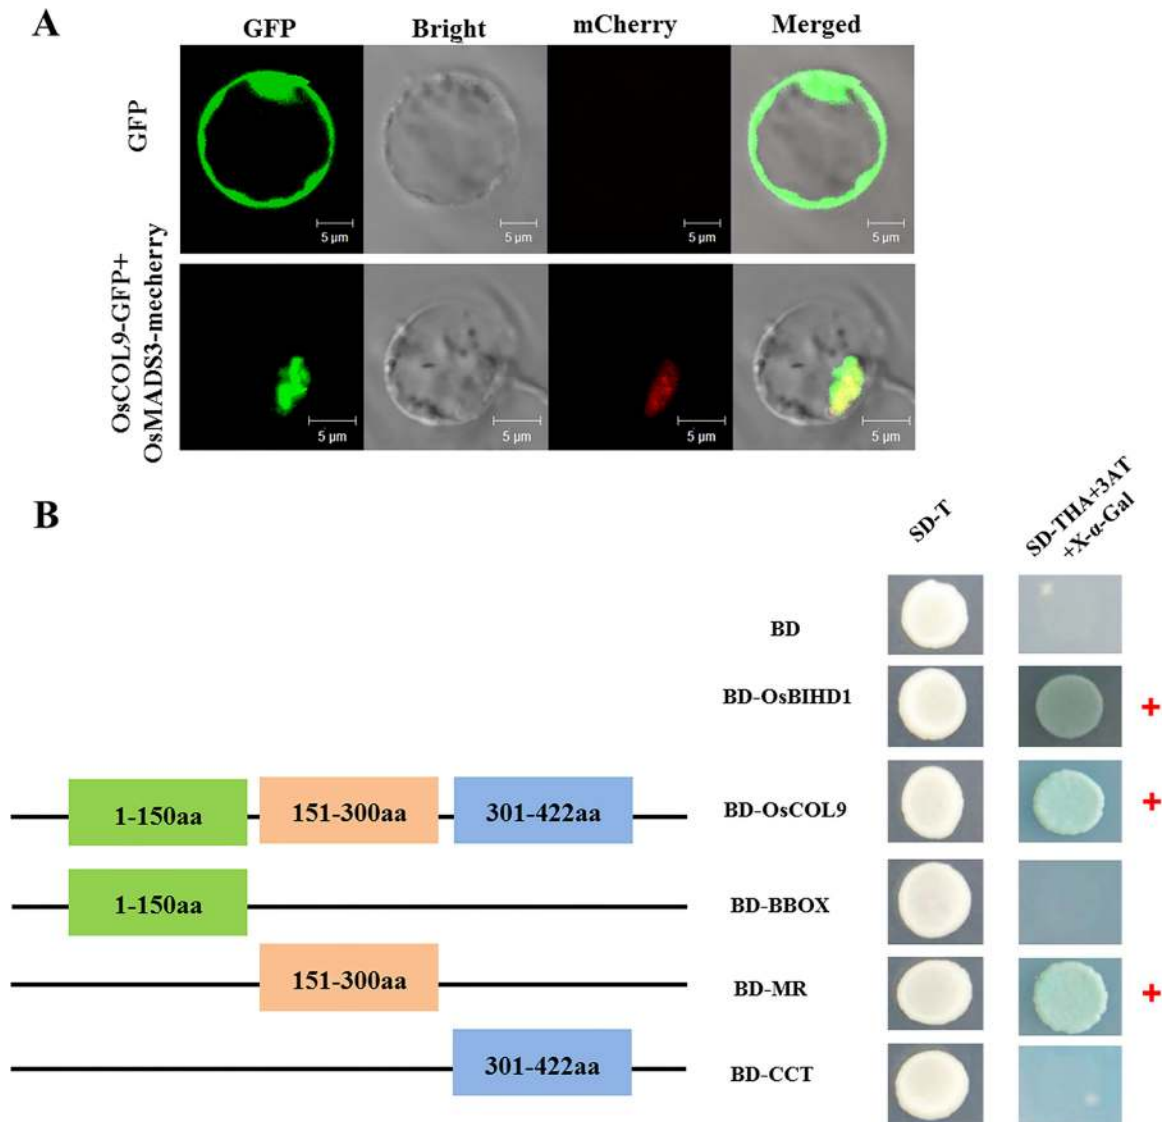 A
GFP Bright mCherry Merged
GFP
5 μm 5 μm 5 μm 5 μm
OsCOL9-GFP+
OsMADS3-mecherry
5 μm 5 μm 5 μm 5 μm
B
SD-T
SD-THA+3AT
+X-α-Gal
BD
BD-OsBIHD1 +
1-150aa 151-300aa 301-422aa BD-OsCOL9 +
1-150aa BD-BBOX
151-300aa BD-MR +
301-422aa BD-CCT